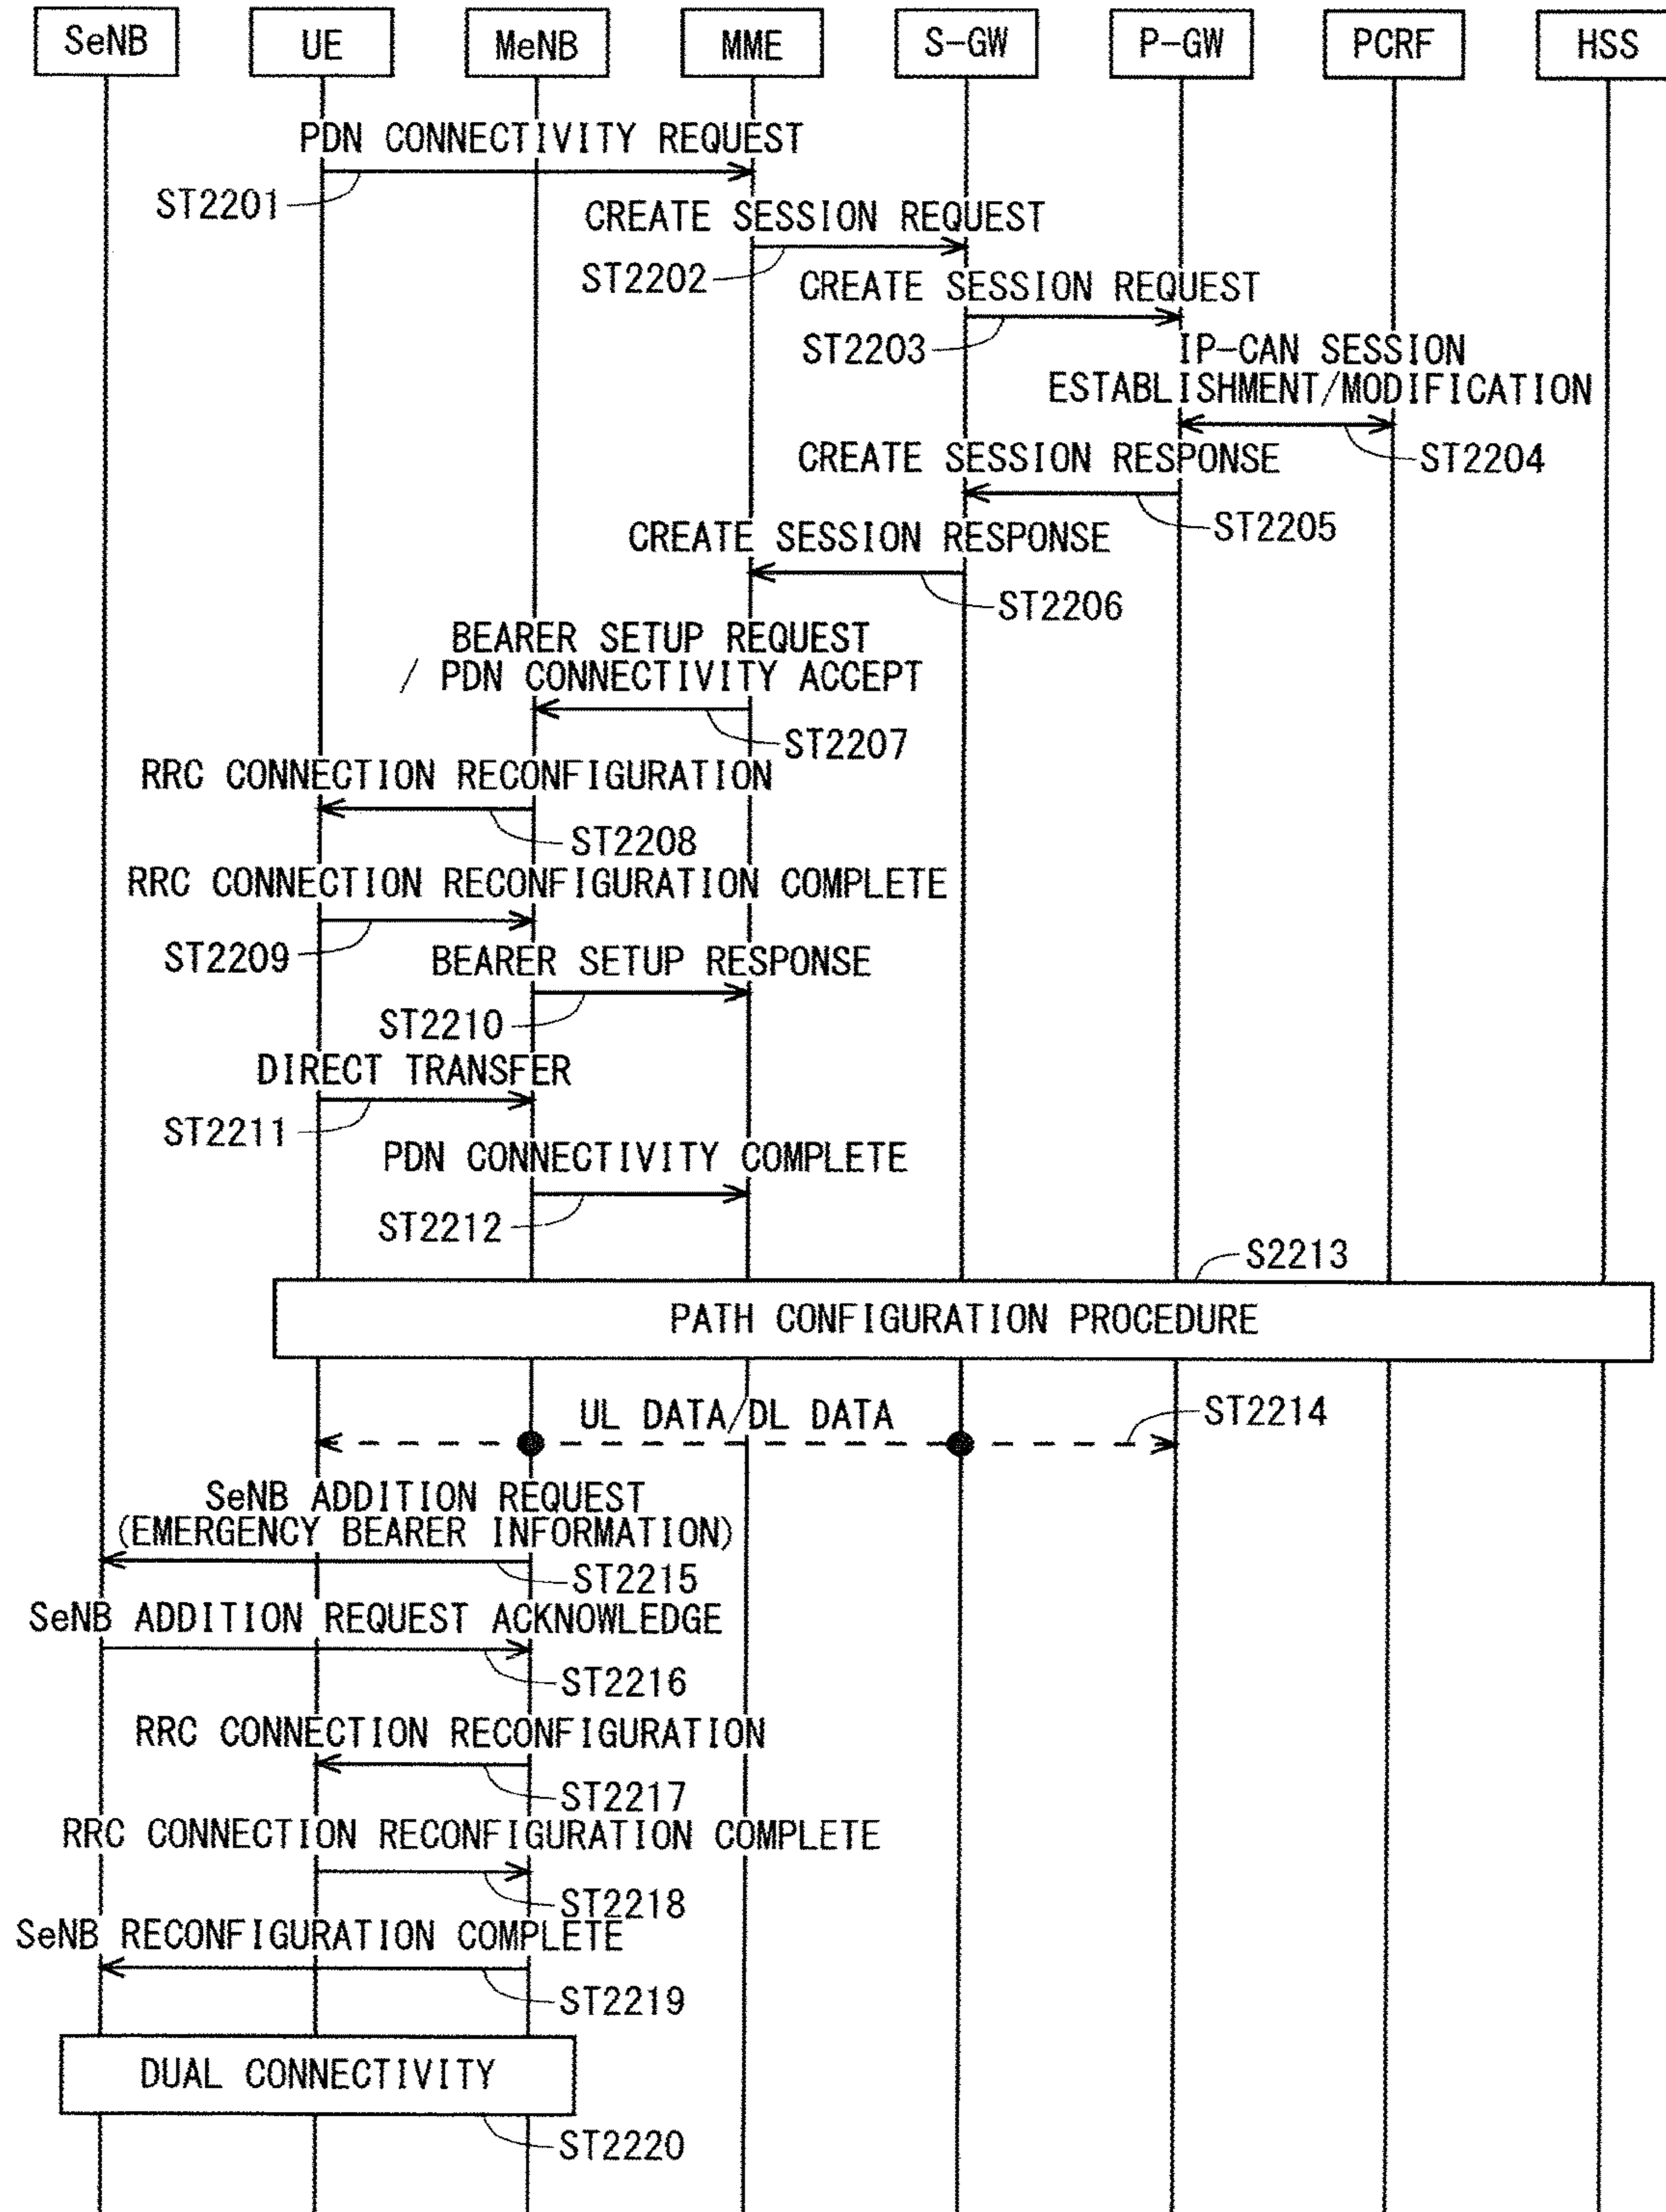 SeNB
UE
MeNB
MME
S-GW
P-GW
PCRF
HSS
PDN CONNECTIVITY REQUEST
ST2201
CREATE SESSION REQUEST
ST2202
CREATE SESSION REQUEST
ST2203
IP-CAN SESSION
ESTABLISHMENT/MODIFICATION
ST2204
CREATE SESSION RESPONSE
ST2205
CREATE SESSION RESPONSE
ST2206
BEARER SETUP REQUEST
/ PDN CONNECTIVITY ACCEPT
ST2207
RRC CONNECTION RECONFIGURATION
ST2208
RRC CONNECTION RECONFIGURATION COMPLETE
ST2209
BEARER SETUP RESPONSE
ST2210
DIRECT TRANSFER
ST2211
PDN CONNECTIVITY COMPLETE
ST2212
S2213
PATH CONFIGURATION PROCEDURE
UL DATA/DL DATA
ST2214
SeNB ADDITION REQUEST
(EMERGENCY BEARER INFORMATION)
ST2215
SeNB ADDITION REQUEST ACKNOWLEDGE
ST2216
RRC CONNECTION RECONFIGURATION
ST2217
RRC CONNECTION RECONFIGURATION COMPLETE
ST2218
SeNB RECONFIGURATION COMPLETE
ST2219
DUAL CONNECTIVITY
ST2220